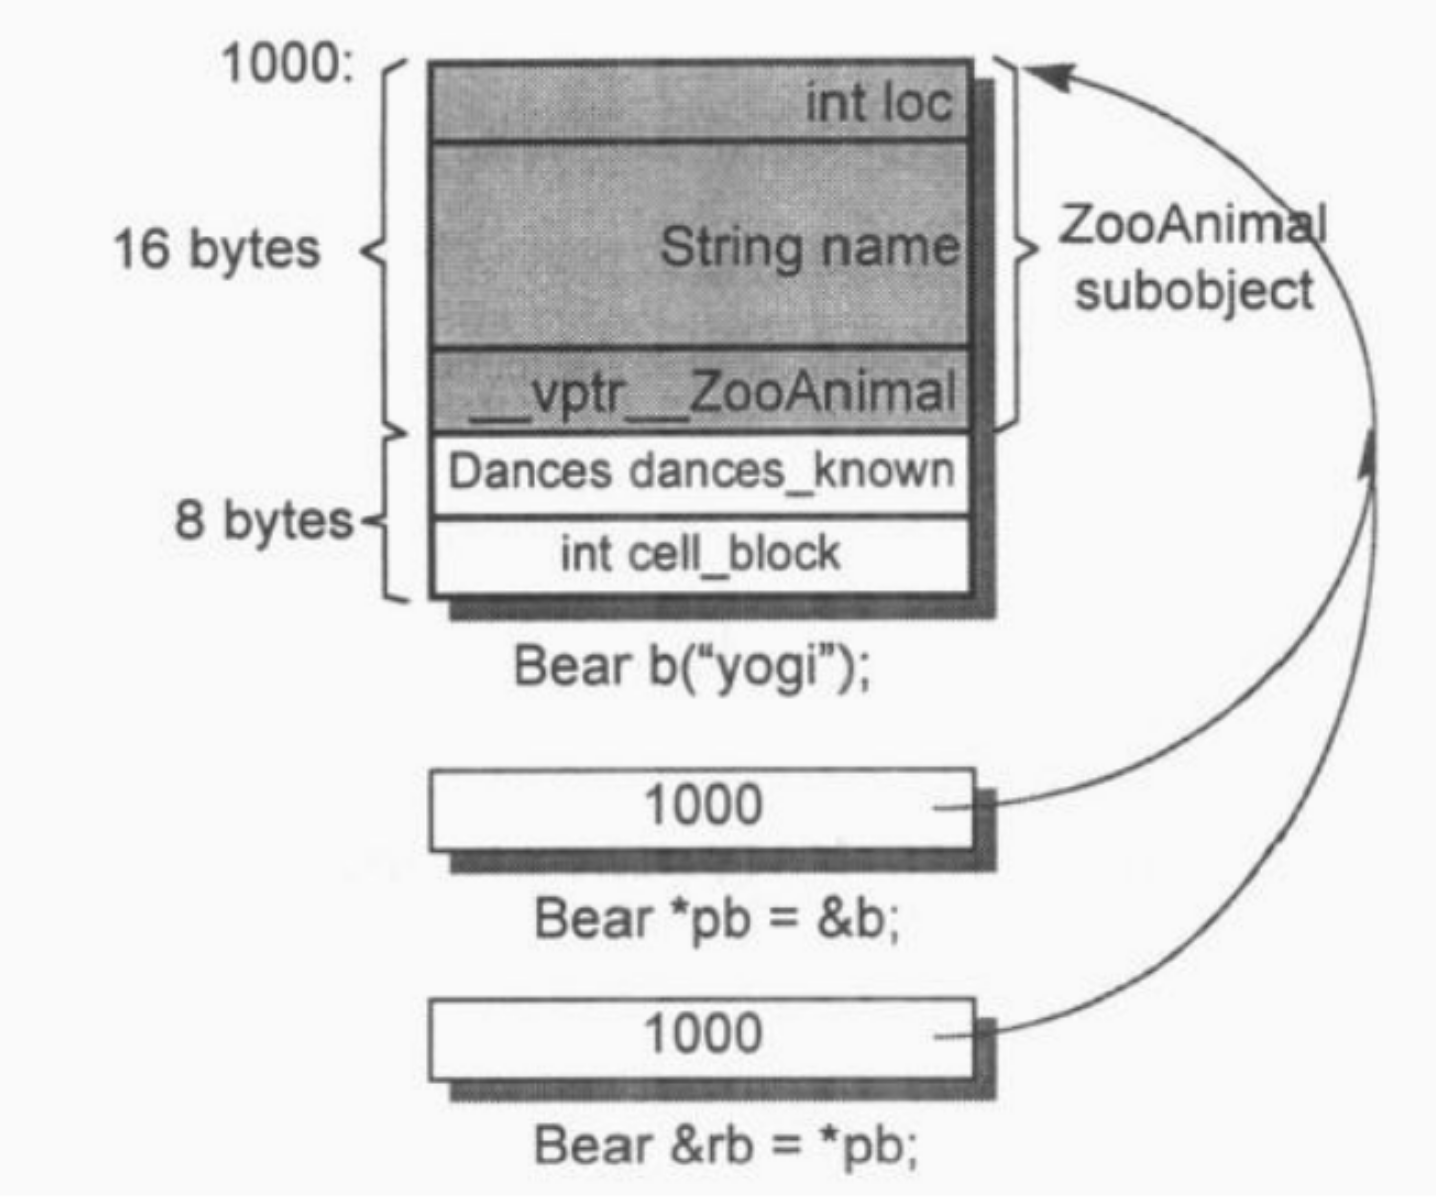 1000:
int loc
16 bytes
String name
ZooAnimal
subobject
__vptr__ZooAnimal
Dances dances_known
8 bytes
int cell_block
Bear b(“yogi”);
1000
Bear *pb = &b;
1000
Bear &rb = *pb;